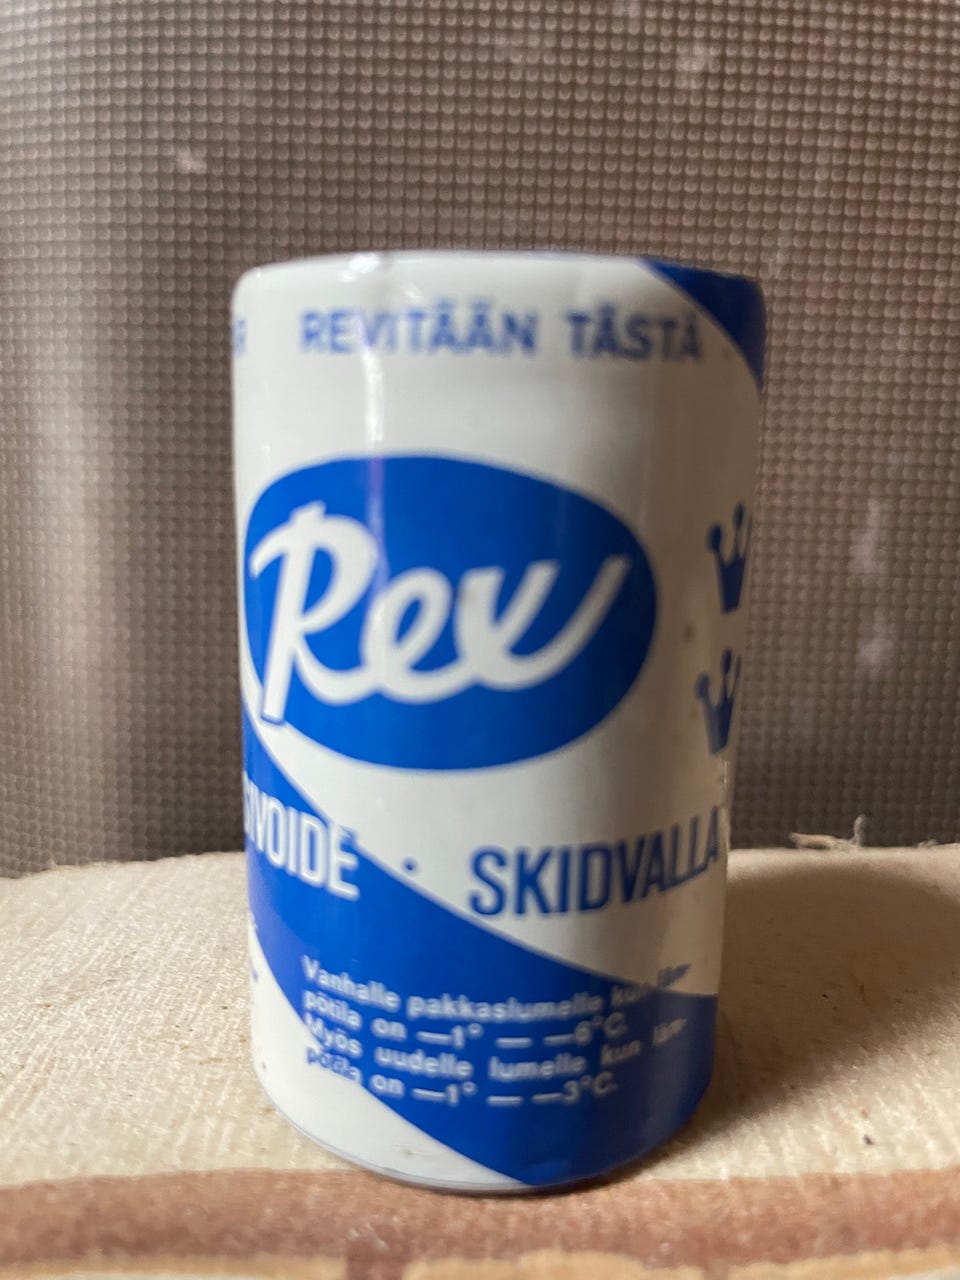 REVITÄÄN TÄSTÄ
Rex
SIVOIDE · SKIDVALLA
Vanhalle pakkaslumelle kun läm-
pötila on —1° — —6°C.
Myös uudelle lumelle kun läm-
pötila on —1° — —3°C.